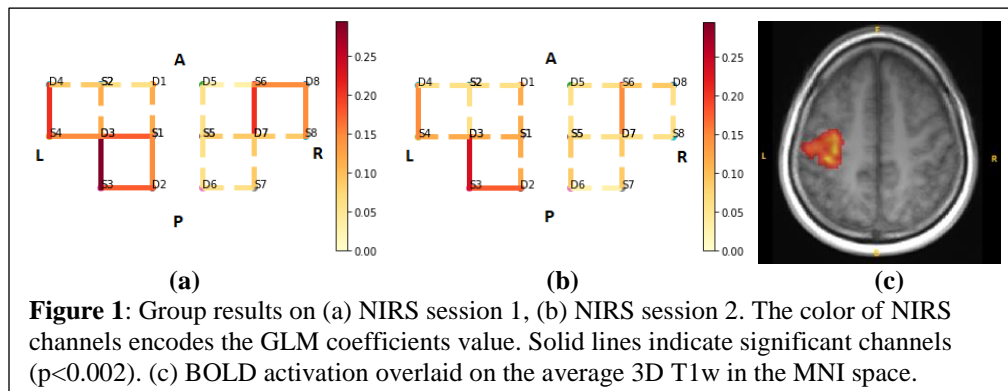 A
D4 S2 D1 D5 S6 D8
S4 D3 S1 S5 D7 S8
L R
S3 D2 D6 S7
P
0.25
0.20
0.15
0.10
0.05
0.00
(a)
A
D4 S2 D1 D5 S6 D8
S4 D3 S1 S5 D7 S8
L R
S3 D2 D6 S7
P
0.25
0.20
0.15
0.10
0.05
0.00
(b)
L R
(c)
Figure 1: Group results on (a) NIRS session 1, (b) NIRS session 2. The color of NIRS
channels encodes the GLM coefficients value. Solid lines indicate significant channels
(p<0.002). (c) BOLD activation overlaid on the average 3D T1w in the MNI space.